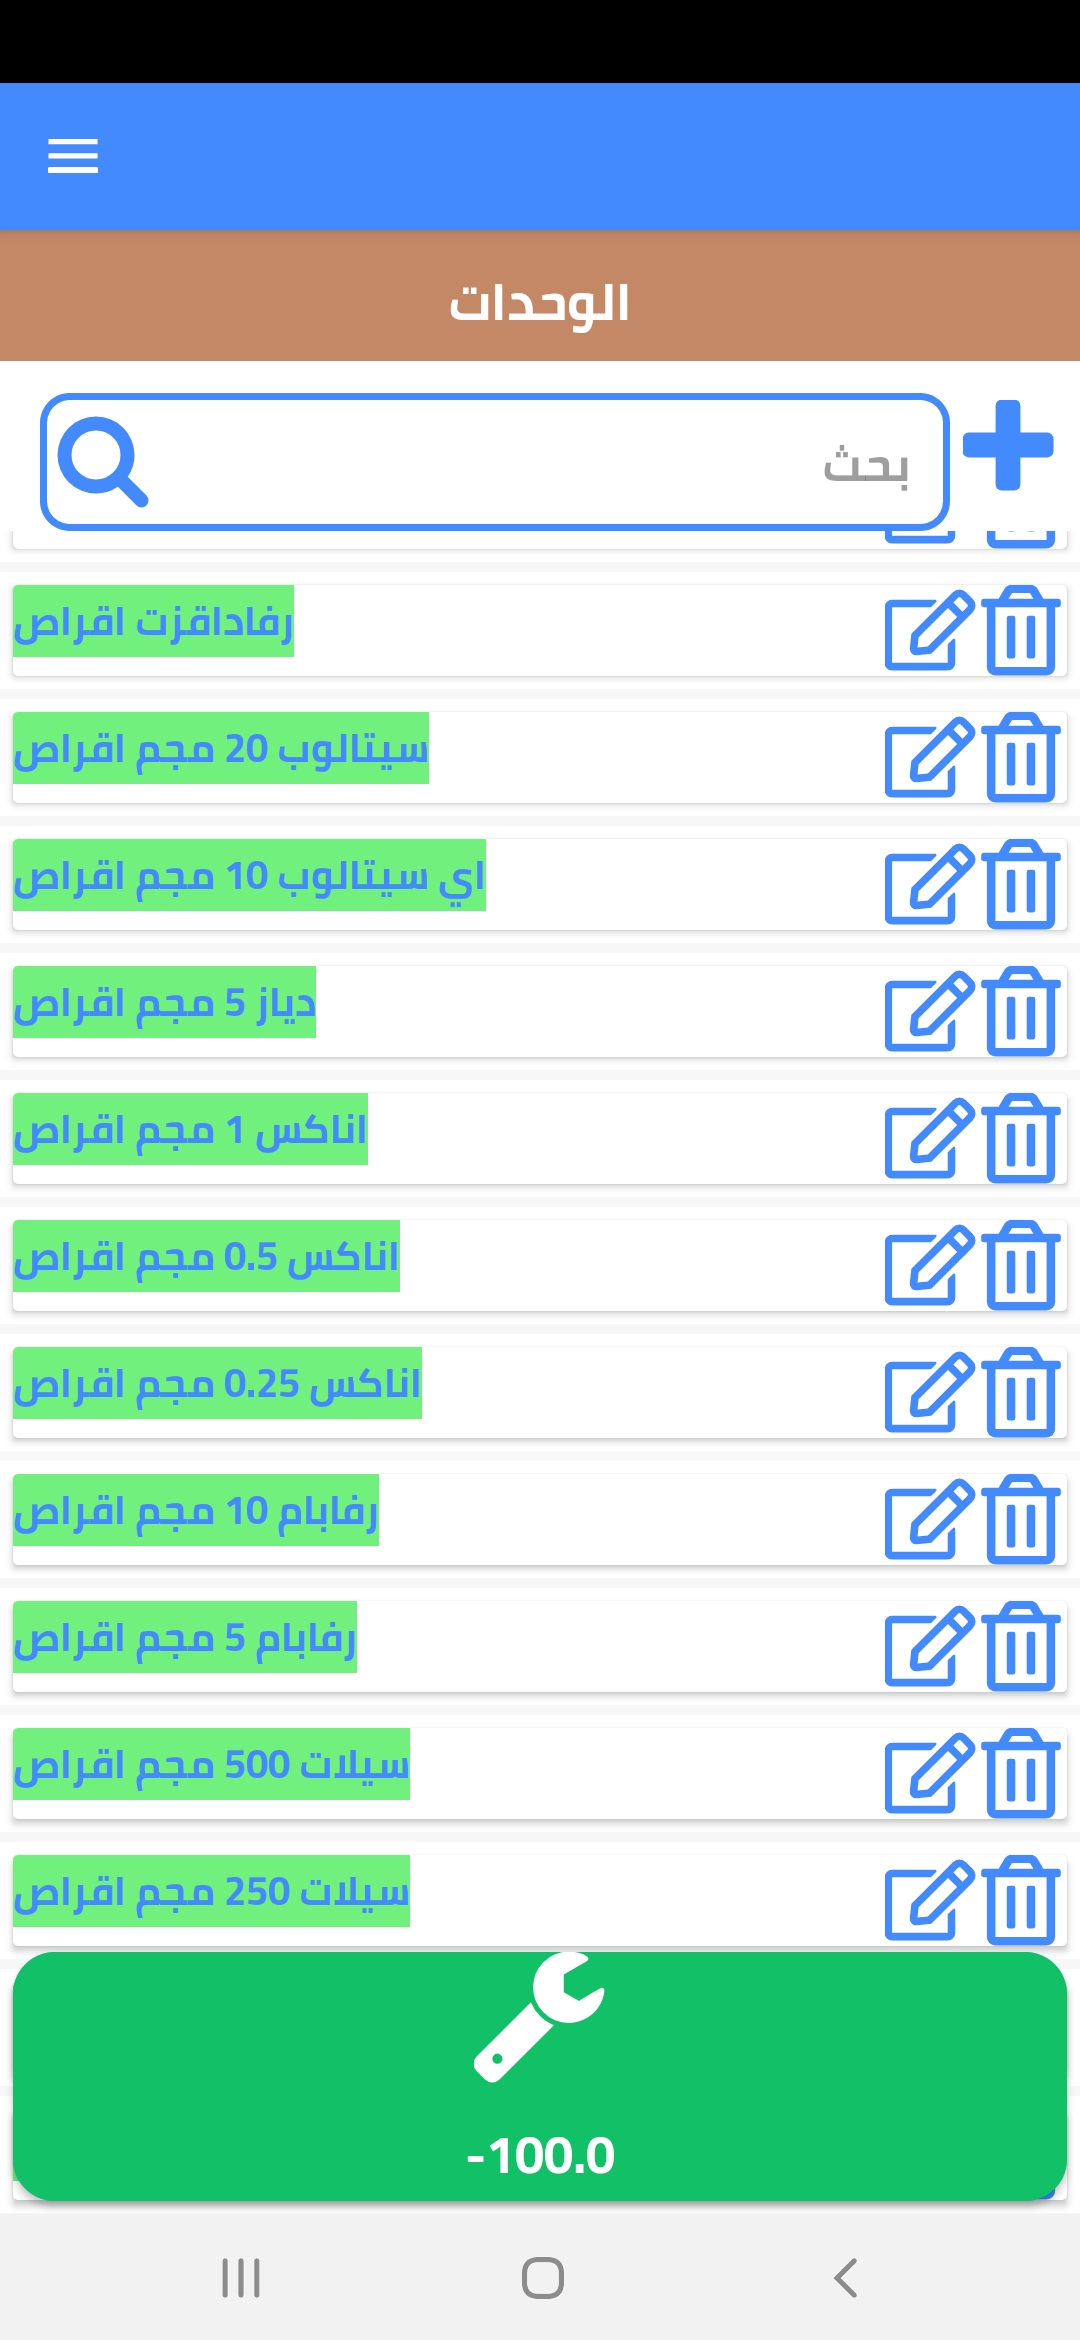 الوحدات
بحث
رفاداقزت اقراص
سيتالوب 20 مجم اقراص
اي سيتالوب 10 مجم اقراص
دياز 5 مجم اقراص
اناكس 1 مجم اقراص
اناكس 0.5 مجم اقراص
اناكس 0.25 مجم اقراص
رفابام 10 مجم اقراص
رفابام 5 مجم اقراص
سيلات 500 مجم اقراص
سيلات 250 مجم اقراص
-100.0